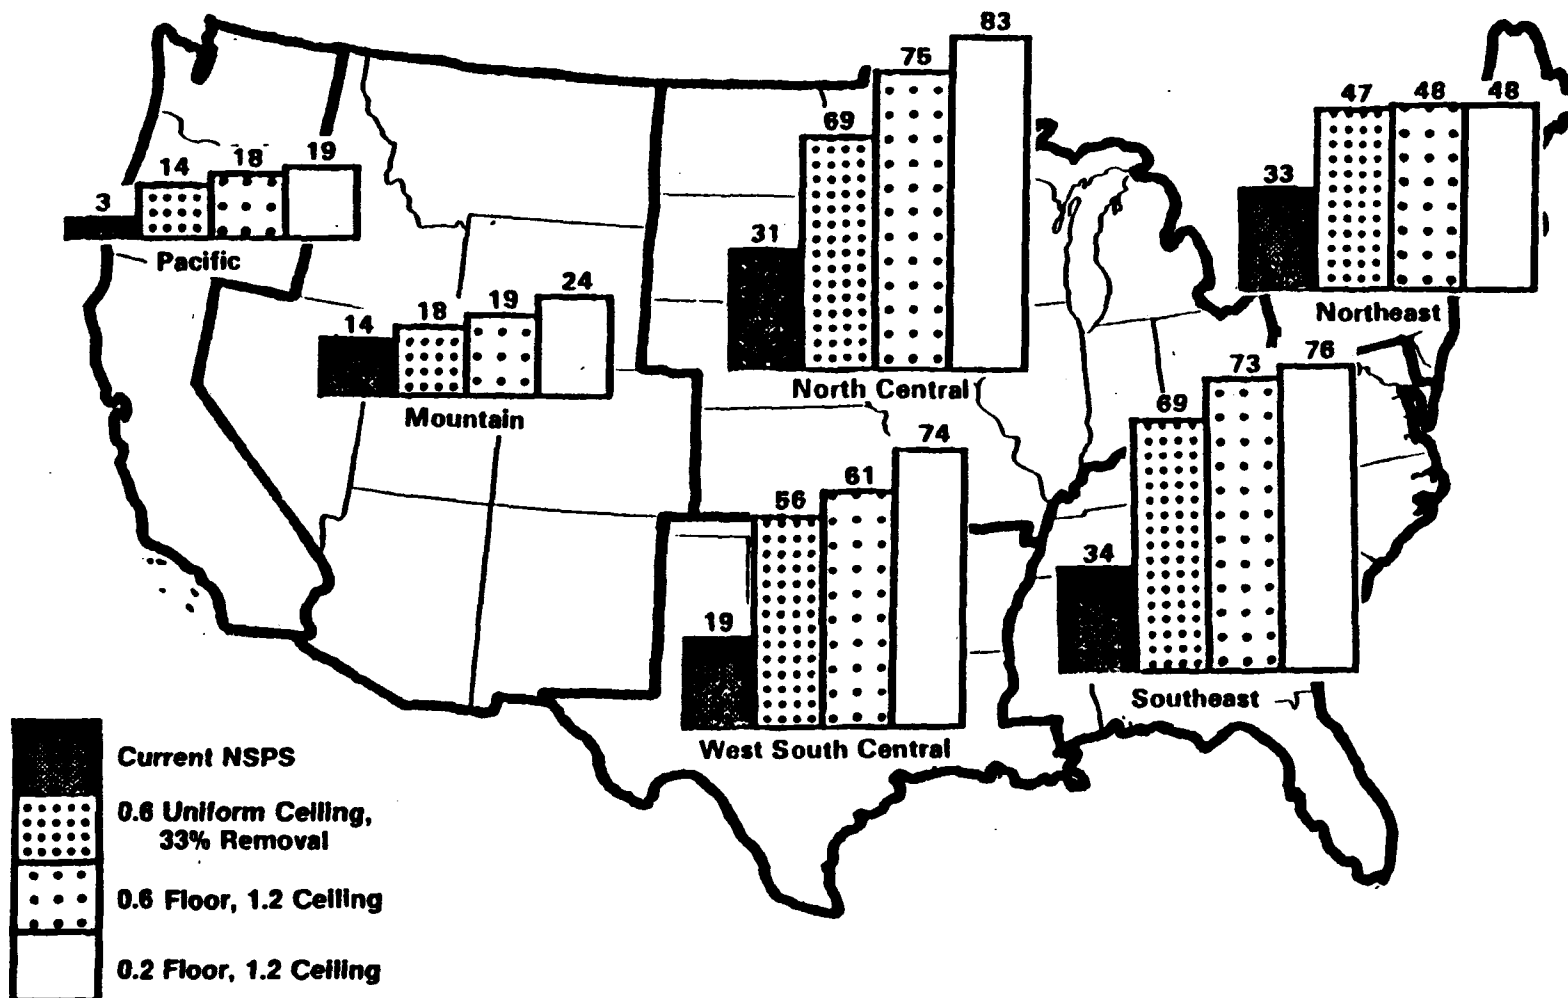 83
75
69
31
North Central
47 48 48
33
Northeast
3 14 18 19
Pacific
14 18 19 24
Mountain
19 56 61 74
West South Central
34 69 73 76
Southeast
Current NSPS
0.6 Uniform Ceiling,
33% Removal
0.6 Floor, 1.2 Ceiling
0.2 Floor, 1.2 Ceiling